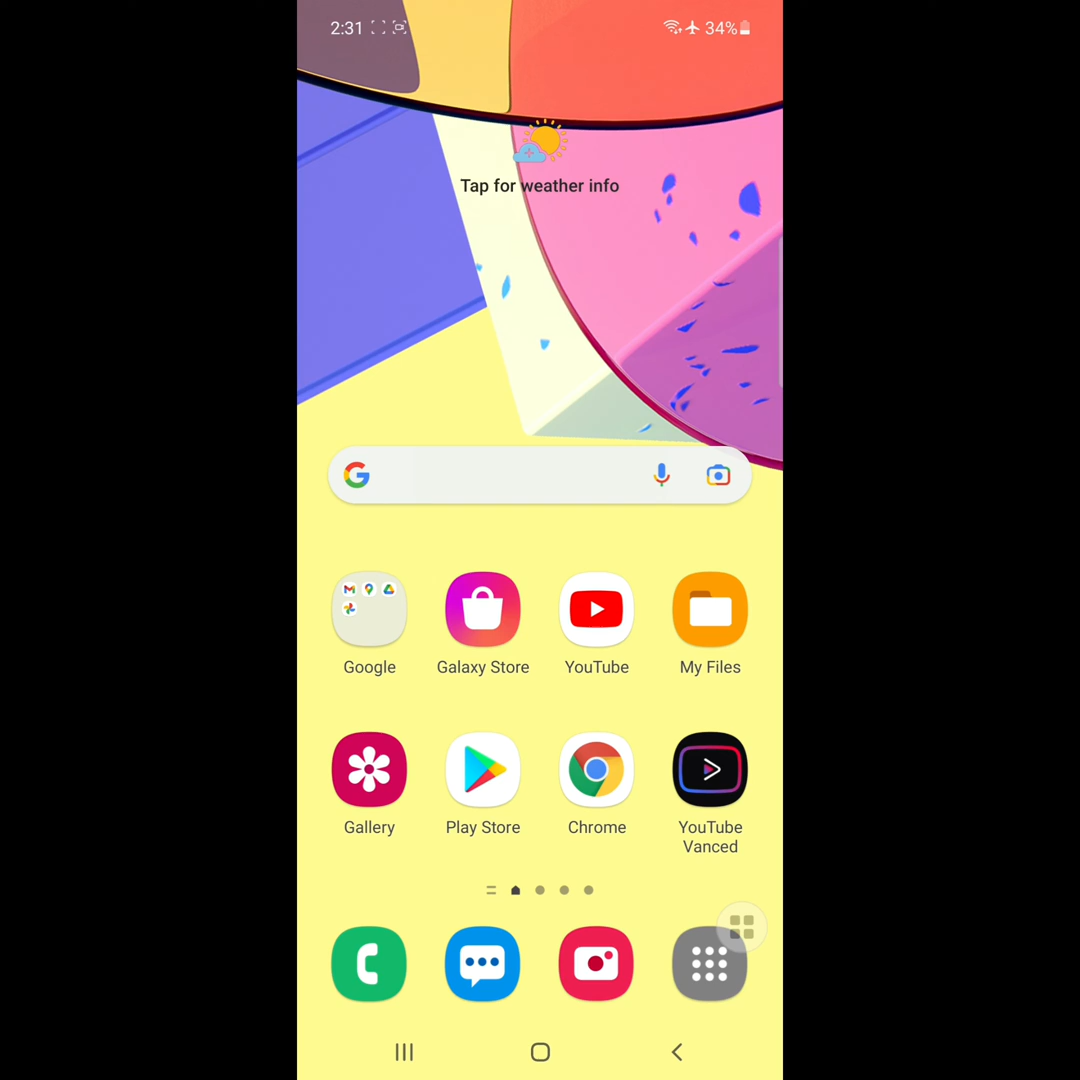 2:31 34%
Tap for weather info
Google Galaxy Store YouTube My Files
Gallery Play Store Chrome YouTube Vanced